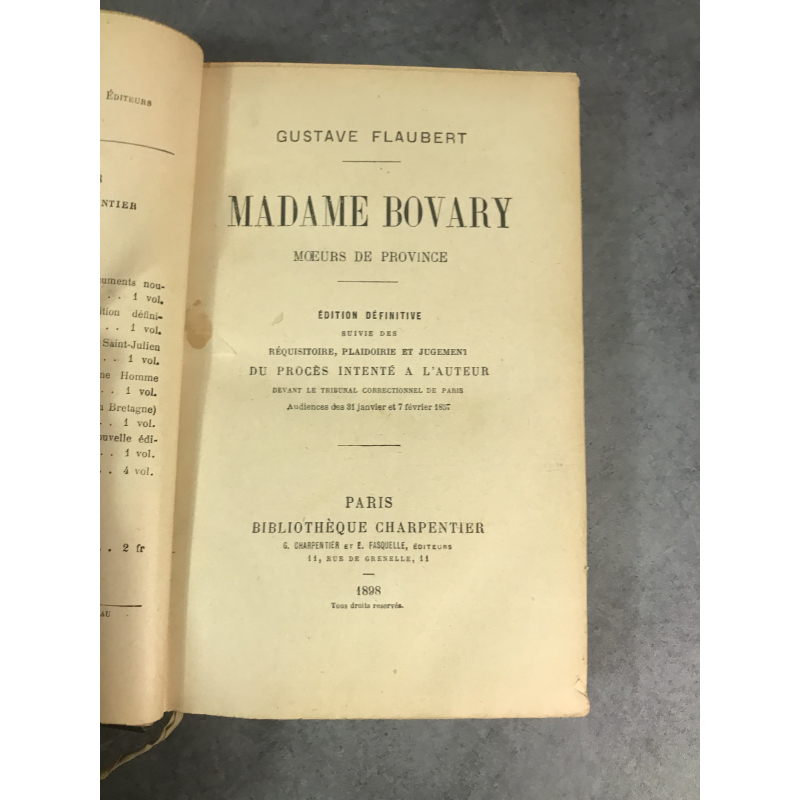 ÉDITEURS
R
NTIER
uments nou-
. . 1 vol.
ition défini-
. . 1 vol.
Saint-Julien
. . 1 vol.
ne Homme
. . 1 vol.
n Bretagne)
. . 1 vol.
ouvelle édi-
. . 1 vol.
. . 4 vol.
. . 2 fr
AU
GUSTAVE FLAUBERT
MADAME BOVARY
MŒURS DE PROVINCE
ÉDITION DÉFINITIVE
SUIVIE DES
RÉQUISITOIRE, PLAIDOIRIE ET JUGEMENT
DU PROCÈS INTENTÉ A L'AUTEUR
DEVANT LE TRIBUNAL CORRECTIONNEL DE PARIS
Audiences des 31 janvier et 7 février 1857
PARIS
BIBLIOTHÈQUE CHARPENTIER
G. CHARPENTIER ET E. FASQUELLE, ÉDITEURS
11, RUE DE GRENELLE, 11
1898
Tous droits reservés.